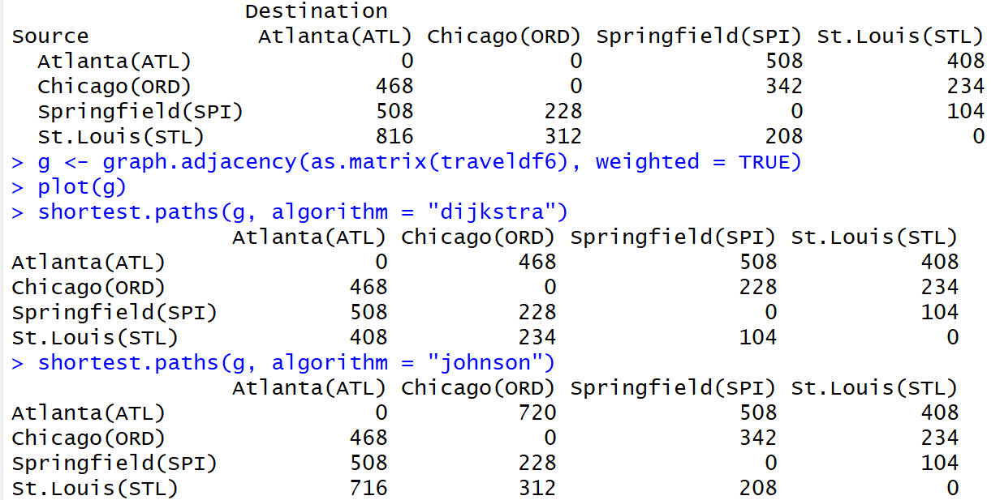 Destination
Source Atlanta(ATL) Chicago(ORD) Springfield(SPI) St.Louis(STL)
Atlanta(ATL) 0 0 508 408
Chicago(ORD) 468 0 342 234
Springfield(SPI) 508 228 0 104
St.Louis(STL) 816 312 208 0
> g <- graph.adjacency(as.matrix(traveldf6), weighted = TRUE)
> plot(g)
> shortest.paths(g, algorithm = "dijkstra")
Atlanta(ATL) Chicago(ORD) Springfield(SPI) St.Louis(STL)
Atlanta(ATL) 0 468 508 408
Chicago(ORD) 468 0 228 234
Springfield(SPI) 508 228 0 104
St.Louis(STL) 408 234 104 0
> shortest.paths(g, algorithm = "johnson")
Atlanta(ATL) Chicago(ORD) Springfield(SPI) St.Louis(STL)
Atlanta(ATL) 0 720 508 408
Chicago(ORD) 468 0 342 234
Springfield(SPI) 508 228 0 104
St.Louis(STL) 716 312 208 0